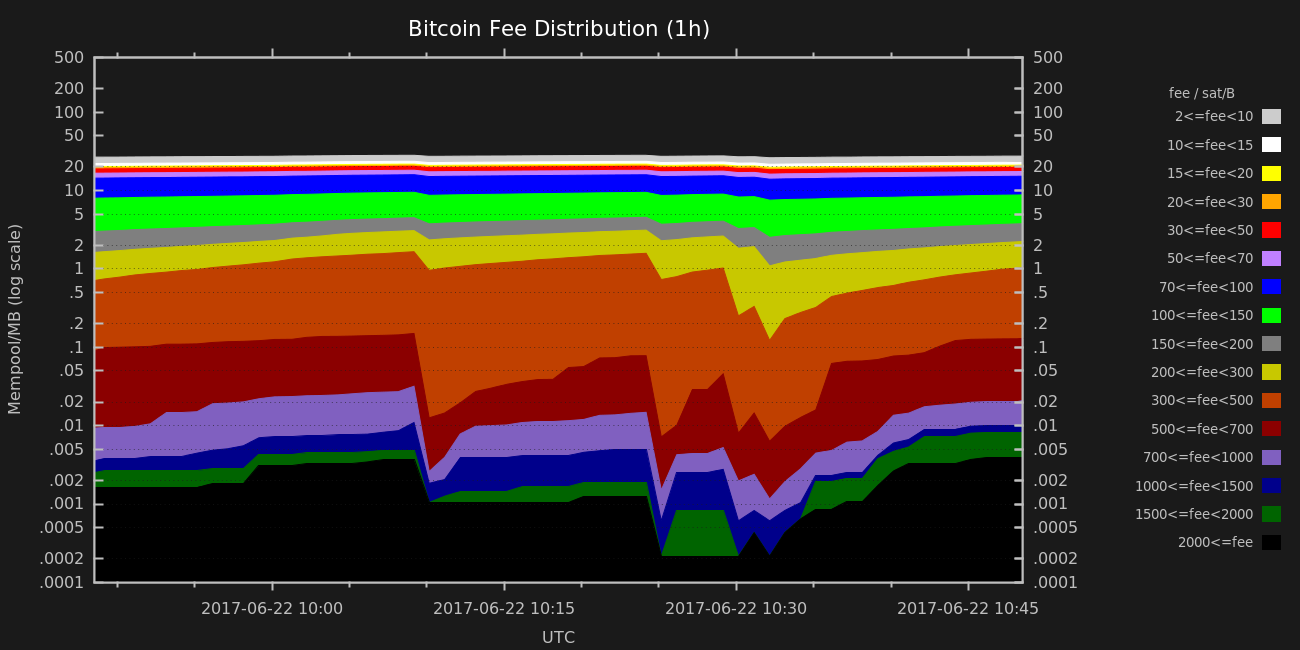 Bitcoin Fee Distribution (1h)
Mempool/MB (log scale)
500
200
100
50
20
10
5
2
1
.5
.2
.1
.05
.02
.01
.005
.002
.001
.0005
.0002
.0001
500
200
100
50
20
10
5
2
1
.5
.2
.1
.05
.02
.01
.005
.002
.001
.0005
.0002
.0001
2017-06-22 10:00
2017-06-22 10:15
2017-06-22 10:30
2017-06-22 10:45
UTC
fee / sat/B
2<=fee<10
10<=fee<15
15<=fee<20
20<=fee<30
30<=fee<50
50<=fee<70
70<=fee<100
100<=fee<150
150<=fee<200
200<=fee<300
300<=fee<500
500<=fee<700
700<=fee<1000
1000<=fee<1500
1500<=fee<2000
2000<=fee